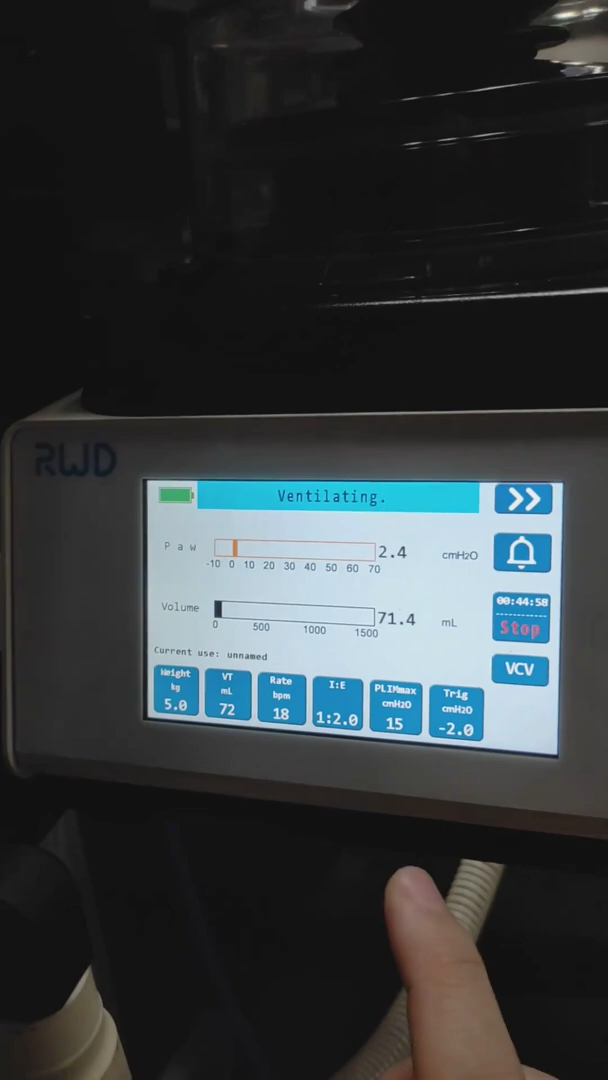 RWD
Ventilating.
Paw
2.4
cmH2O
-10 0 10 20 30 40 50 60 70
00:44:58
Stop
Volume
71.4
mL
0 500 1000 1500
Current use: unnamed
VCV
Weight
kg
5.0
VT
mL
72
Rate
bpm
18
I:E
1:2.0
PLIMmax
cmH2O
15
Trig
cmH2O
-2.0